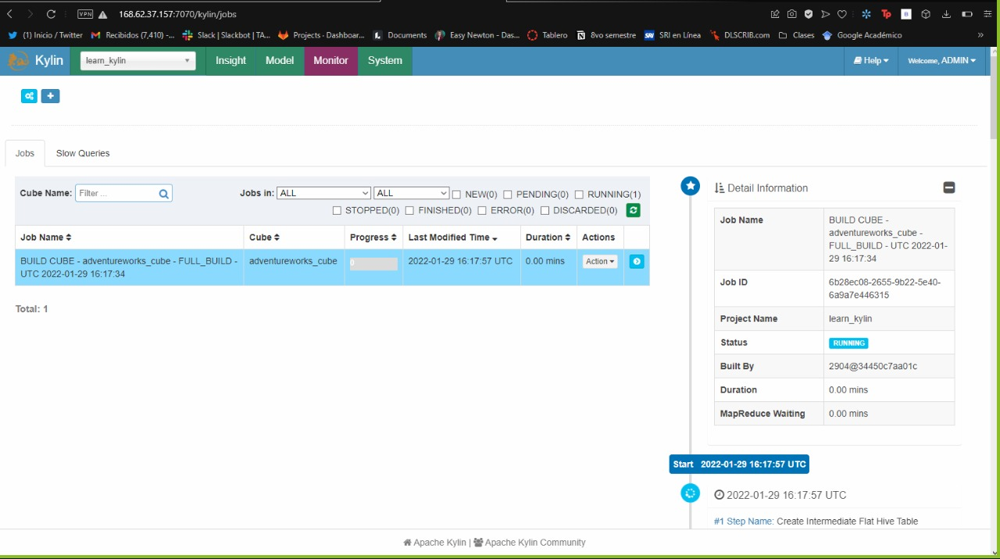 VPN 168.62.37.157:7070/kylin/jobs
(1) Inicio / Twitter Recibidos (7,410) -... Slack | Slackbot | TA... Projects · Dashboar... Documents Easy Newton - Das... Tablero 8vo semestre SRI en Línea DLSCRIB.com Clases Google Académico »
Kylin learn_kylin Insight Model Monitor System Help Welcome, ADMIN
Jobs Slow Queries
Cube Name: Filter ... Jobs in: ALL ALL NEW(0) PENDING(0) RUNNING(1)
STOPPED(0) FINISHED(0) ERROR(0) DISCARDED(0)
Job Name Cube Progress Last Modified Time Duration Actions
BUILD CUBE - adventureworks_cube - FULL_BUILD - UTC 2022-01-29 16:17:34 adventureworks_cube 0 2022-01-29 16:17:57 UTC 0.00 mins Action
Total: 1
Detail Information
Job Name BUILD CUBE -
adventureworks_cube -
FULL_BUILD - UTC 2022-01-
29 16:17:34
Job ID 6b28ec08-2655-9b22-5e40-
6a9a7e446315
Project Name learn_kylin
Status RUNNING
Built By 2904@34450c7aa01c
Duration 0.00 mins
MapReduce Waiting 0.00 mins
Start 2022-01-29 16:17:57 UTC
2022-01-29 16:17:57 UTC
#1 Step Name: Create Intermediate Flat Hive Table
Apache Kylin | Apache Kylin Community